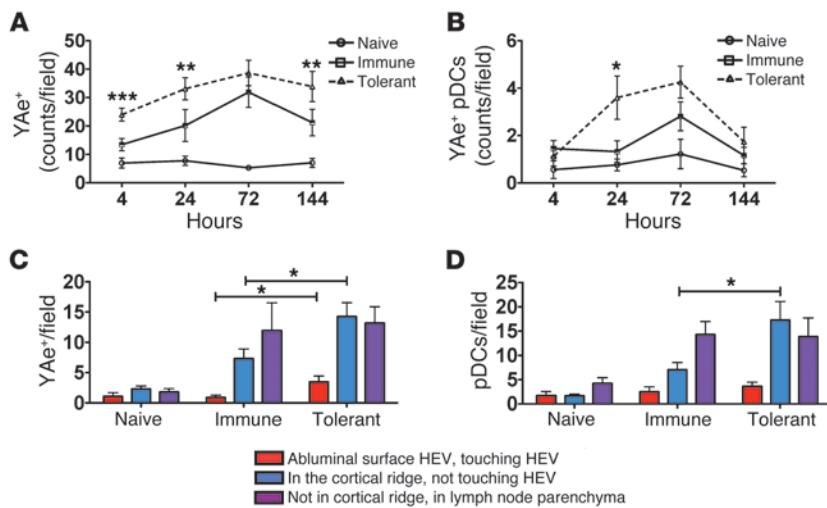 A
YAe+
(counts/field)
50
40
30
20
10
0
***
**
**
4
24
72
144
Hours
Naive
Immune
Tolerant
B
YAe+ pDCs
(counts/field)
6
4
2
0
*
4
24
72
144
Hours
Naive
Immune
Tolerant
C
YAe+/field
20
15
10
5
0
*
*
Naive
Immune
Tolerant
D
pDCs/field
25
20
15
10
5
0
*
Naive
Immune
Tolerant
Abluminal surface HEV, touching HEV
In the cortical ridge, not touching HEV
Not in cortical ridge, in lymph node parenchyma